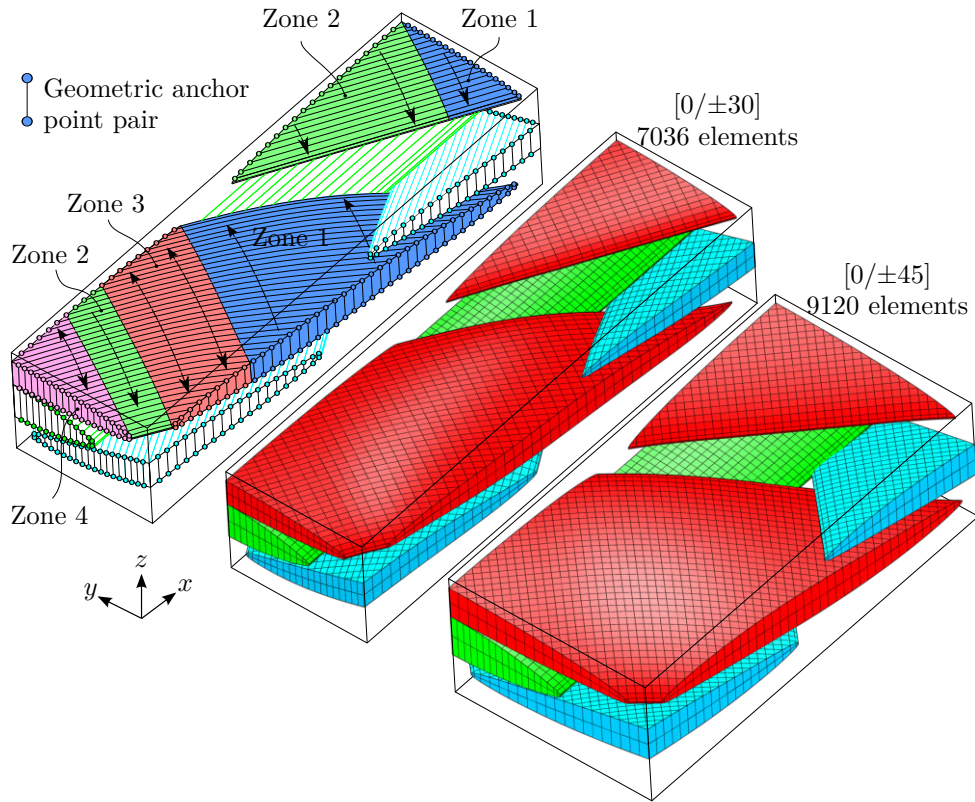 Zone 2
Zone 1
Geometric anchor
point pair
[0/±30]
7036 elements
Zone 3
Zone 1
Zone 2
[0/±45]
9120 elements
Zone 4
z
y
x